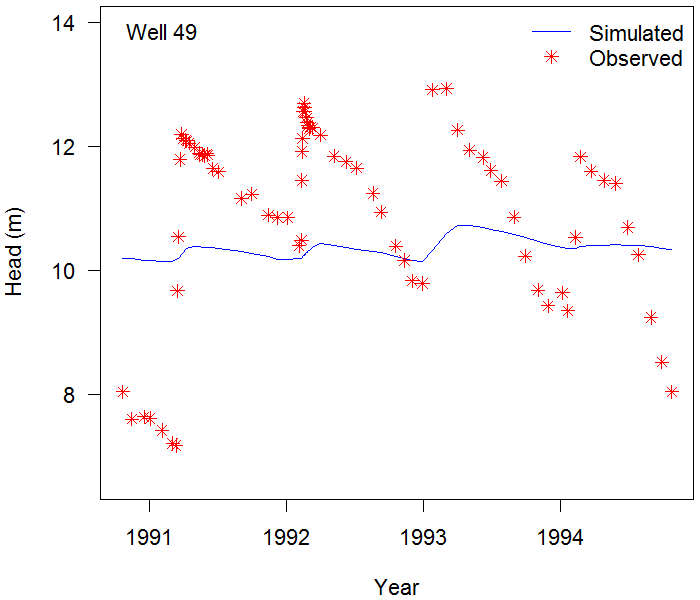 Well 49
Simulated
Observed
14
12
10
8
Head (m)
1991 1992 1993 1994
Year